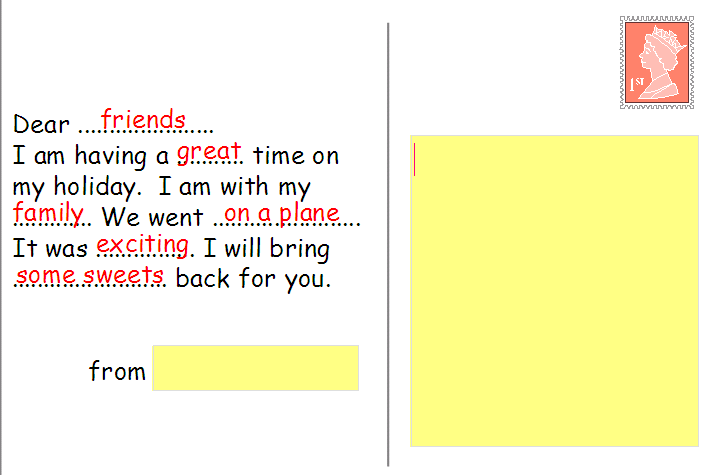 Dear friends
I am having a great time on
my holiday. I am with my
family. We went on a plane
It was exciting. I will bring
some sweets back for you.
from
1ST